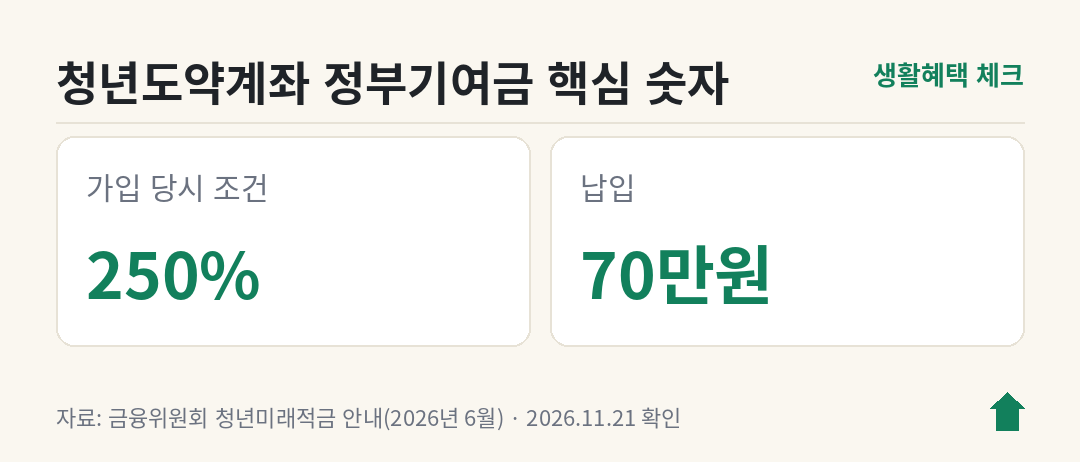 청년도약계좌 정부기여금 핵심 숫자
생활혜택 체크
가입 당시 조건
250%
납입
70만원
자료: 금융위원회 청년미래적금 안내(2026년 6월) · 2026.11.21 확인